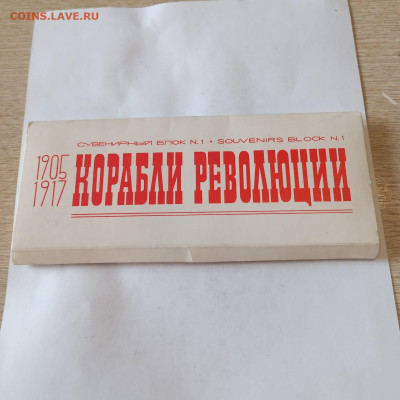 COINS.LAVE.RU
СУВЕНИРНЫЙ БЛОК N.1 • SOUVENIRS BLOCK N.1
1905
1917
КОРАБЛИ РЕВОЛЮЦИИ